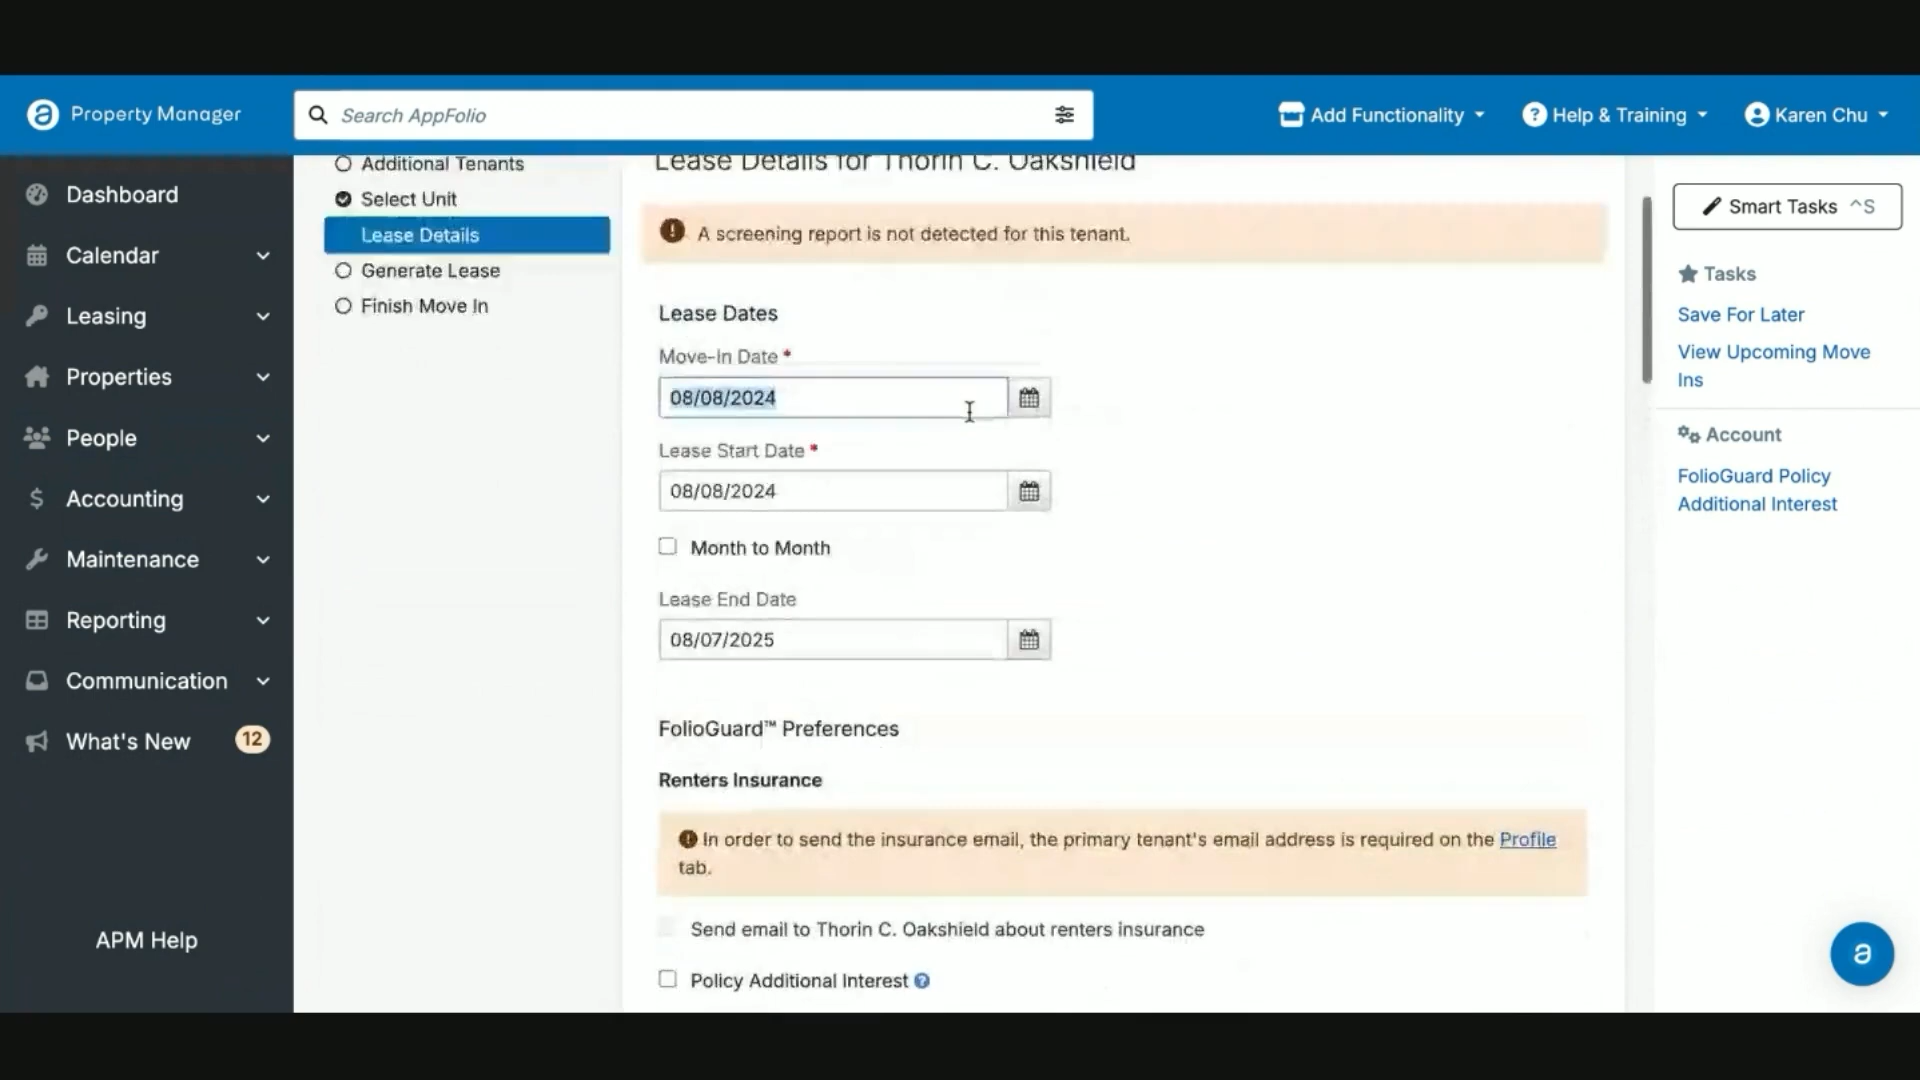 Property Manager
Search AppFolio
Add Functionality
Help & Training
Karen Chu
Dashboard
Calendar
Leasing
Properties
People
Accounting
Maintenance
Reporting
Communication
What's New 12
APM Help
Additional Tenants
Select Unit
Lease Details
Generate Lease
Finish Move In
Lease Details for Thorin C. Oakshield
A screening report is not detected for this tenant.
Lease Dates
Move-In Date *
08/08/2024
Lease Start Date *
08/08/2024
Month to Month
Lease End Date
08/07/2025
FolioGuard™ Preferences
Renters Insurance
In order to send the insurance email, the primary tenant's email address is required on the Profile
tab.
Send email to Thorin C. Oakshield about renters insurance
Policy Additional Interest
Smart Tasks ^S
Tasks
Save For Later
View Upcoming Move
Ins
Account
FolioGuard Policy
Additional Interest